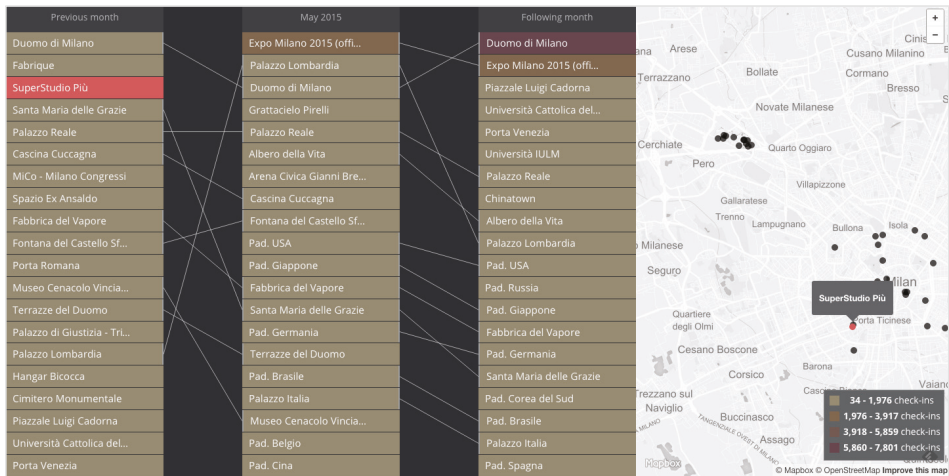 Previous month
Duomo di Milano
Fabrique
SuperStudio Più
Santa Maria delle Grazie
Palazzo Reale
Cascina Cuccagna
MiCo - Milano Congressi
Spazio Ex Ansaldo
Fabbrica del Vapore
Fontana del Castello Sf...
Porta Romana
Museo Cenacolo Vincia...
Terrazze del Duomo
Palazzo di Giustizia - Tri...
Palazzo Lombardia
Hangar Bicocca
Cimitero Monumentale
Piazzale Luigi Cadorna
Università Cattolica del...
Porta Venezia
May 2015
Expo Milano 2015 (offi...
Palazzo Lombardia
Duomo di Milano
Grattacielo Pirelli
Palazzo Reale
Albero della Vita
Arena Civica Gianni Bre...
Cascina Cuccagna
Fontana del Castello Sf...
Pad. USA
Pad. Giappone
Fabbrica del Vapore
Santa Maria delle Grazie
Pad. Germania
Terrazze del Duomo
Pad. Brasile
Palazzo Italia
Museo Cenacolo Vincia...
Pad. Belgio
Pad. Cina
Following month
Duomo di Milano
Expo Milano 2015 (offi...
Piazzale Luigi Cadorna
Università Cattolica del...
Porta Venezia
Università IULM
Palazzo Reale
Chinatown
Albero della Vita
Palazzo Lombardia
Pad. USA
Pad. Russia
Pad. Giappone
Fabbrica del Vapore
Pad. Germania
Santa Maria delle Grazie
Pad. Corea del Sud
Pad. Brasile
Palazzo Italia
Pad. Spagna
+
−
Arese
Cusano Milanino
Terrazzano
Bollate
Cormano
Bresso
Novate Milanese
Cerchiate
Quarto Oggiaro
Pero
Villapizzone
Gallaratese
Trenno
Lampugnano
Bullona
Isola
Milanese
Seguro
Milan
SuperStudio Più
Quartiere
degli Olmi
Porta Ticinese
Cesano Boscone
Barona
Corsico
Trezzano sul
Naviglio
Buccinasco
Assago
TANGENZIALE OVEST DI MILANO
34 - 1,976 check-ins
1,976 - 3,917 check-ins
3,918 - 5,859 check-ins
5,860 - 7,801 check-ins
Mapbox
© Mapbox © OpenStreetMap Improve this map